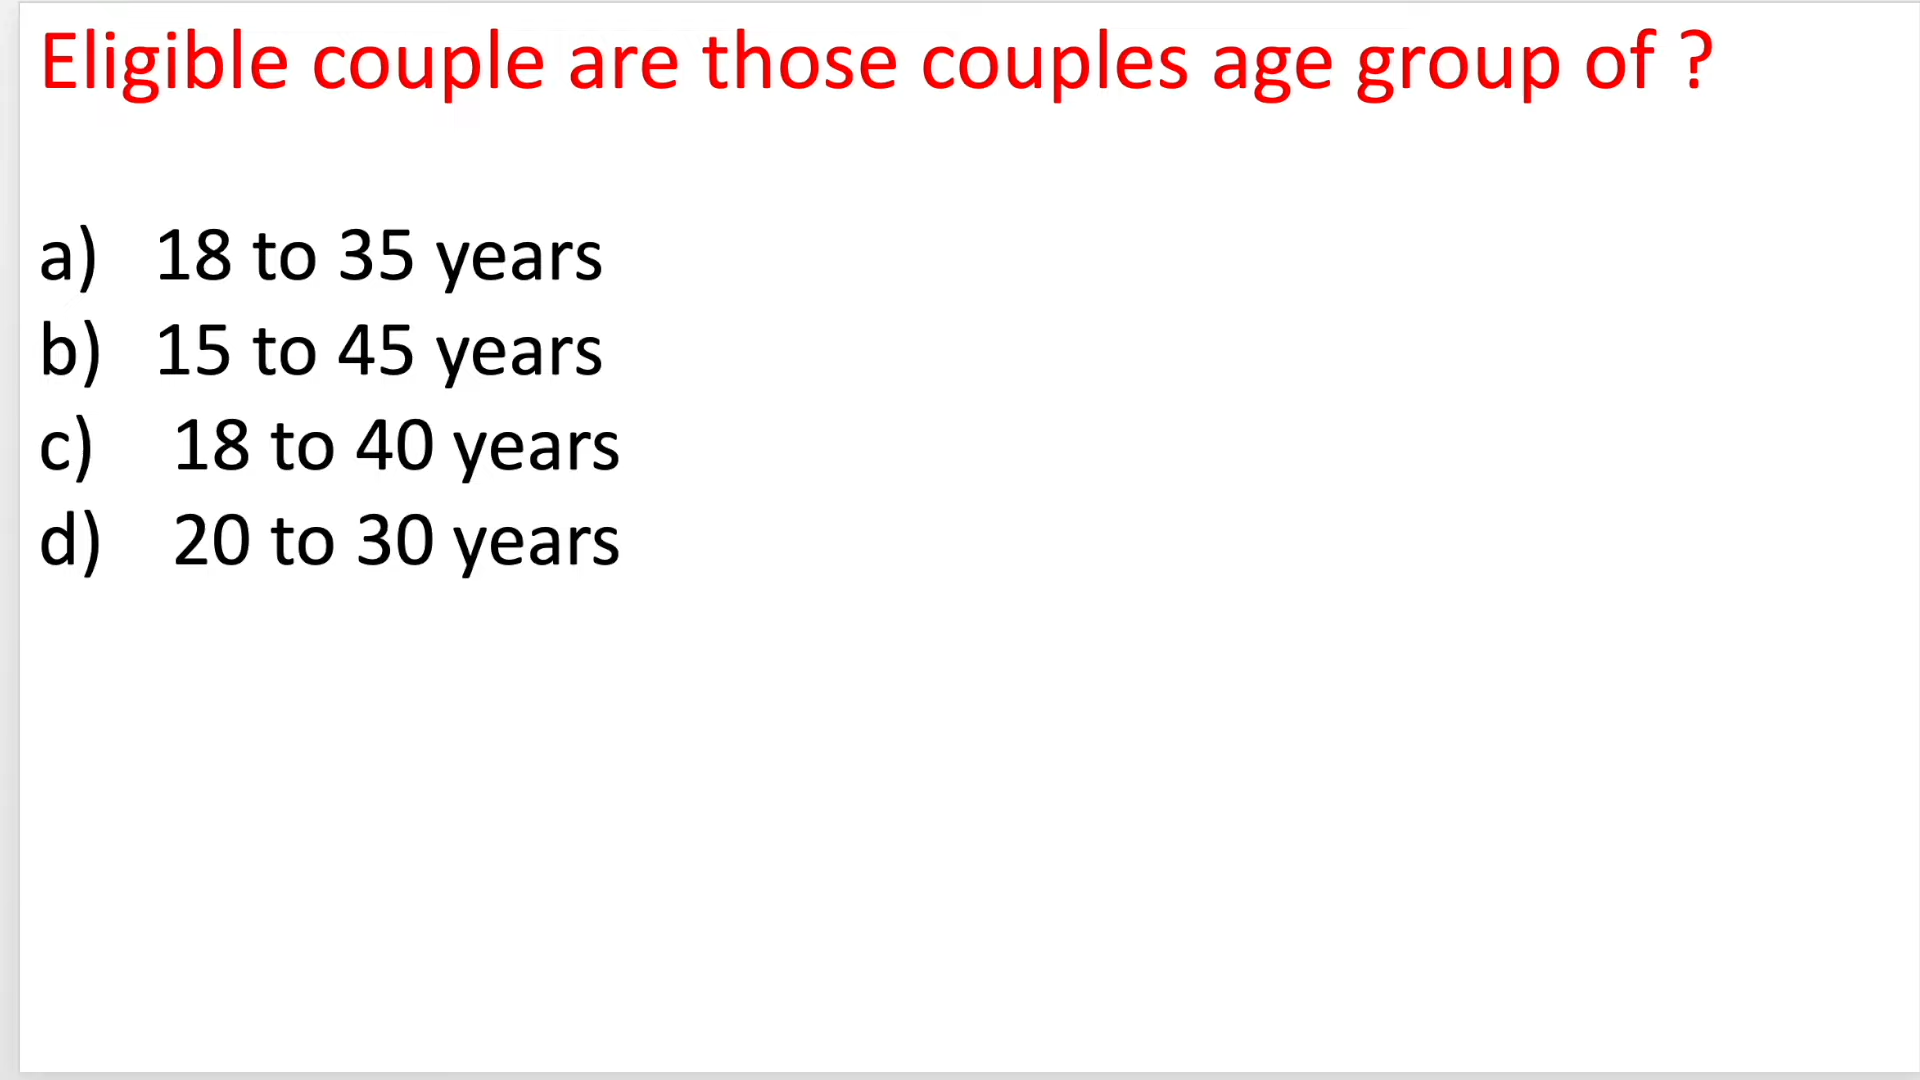 Eligible couple are those couples age group of ?
a) 18 to 35 years
b) 15 to 45 years
c) 18 to 40 years
d) 20 to 30 years